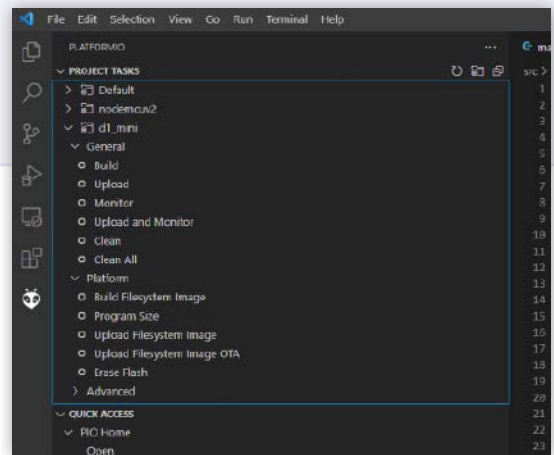 File Edit Selection View Go Run Terminal Help
PLATFORMIO ...
PROJECT TASKS
Default
nodemcuv2
d1_mini
General
Build
Upload
Monitor
Upload and Monitor
Clean
Clean All
Platform
Build Filesystem Image
Program Size
Upload Filesystem Image
Upload Filesystem Image OTA
Erase Flash
Advanced
QUICK ACCESS
PIO Home
Open
ma
src >
1
2
3
4
5
6
7
8
9
10
11
12
13
14
15
16
17
18
19
20
21
22
23